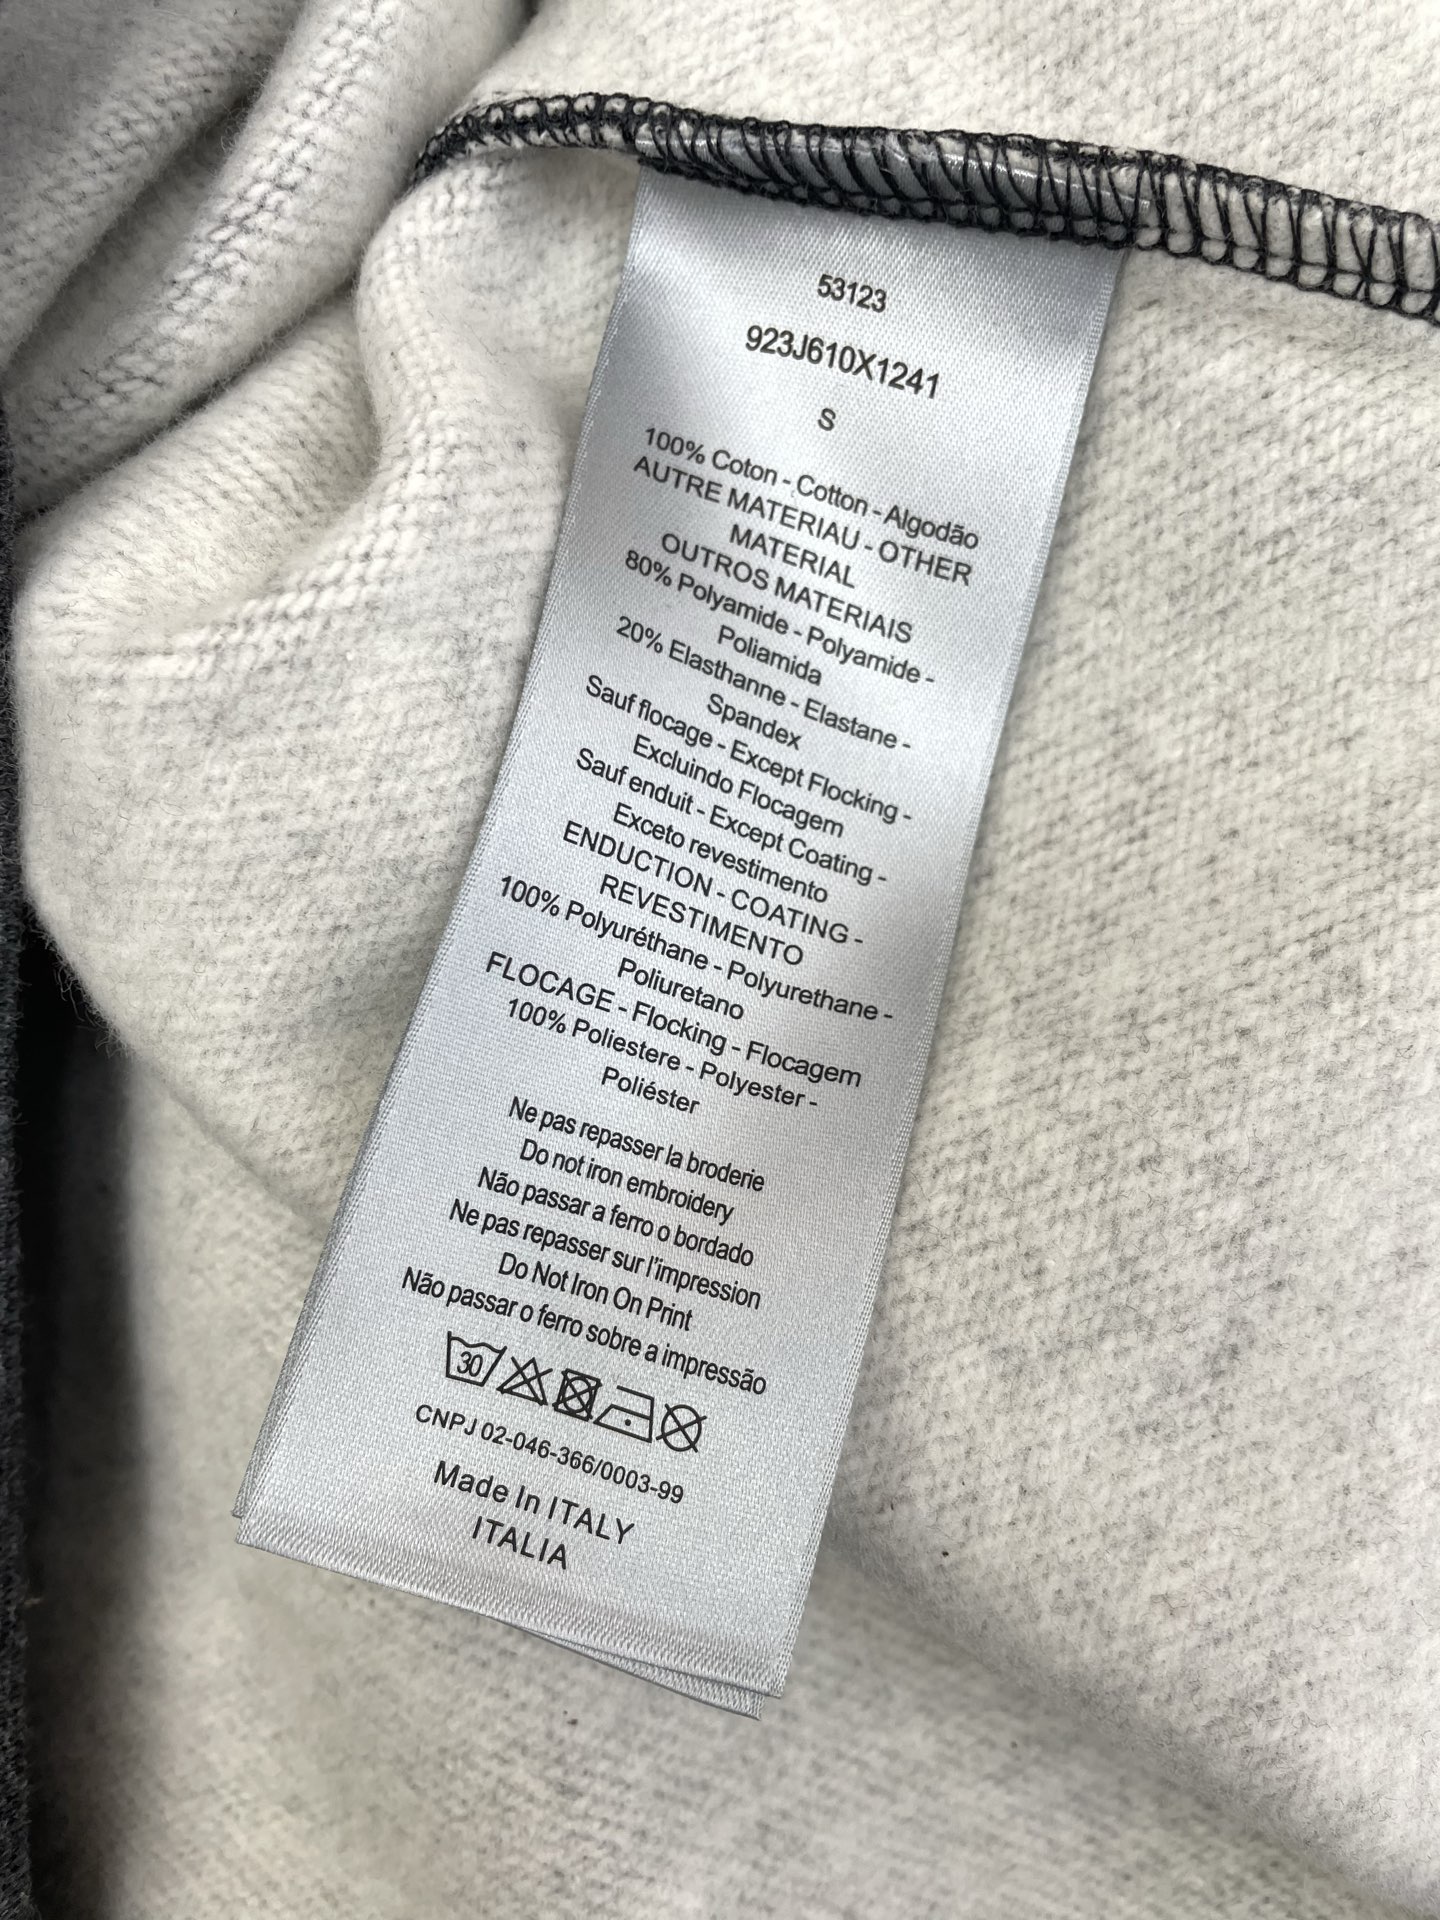 53123
923J610X1241
S
100% Coton - Cotton - Algodão
AUTRE MATERIAU - OTHER
MATERIAL
OUTROS MATERIAIS
80% Polyamide - Polyamide -
Poliamida
20% Elasthanne - Elastane -
Spandex
Sauf flocage - Except Flocking -
Excluindo Flocagem
Sauf enduit - Except Coating -
Exceto revestimento
ENDUCTION - COATING -
REVESTIMENTO
100% Polyuréthane - Polyurethane -
Poliuretano
FLOCAGE - Flocking - Flocagem
100% Poliestere - Polyester -
Poliéster
Ne pas repasser la broderie
Do not iron embroidery
Não passar a ferro o bordado
Ne pas repasser sur l'impression
Do Not Iron On Print
Não passar o ferro sobre a impressão
30
CNPJ 02-046-366/0003-99
Made In ITALY
ITALIA